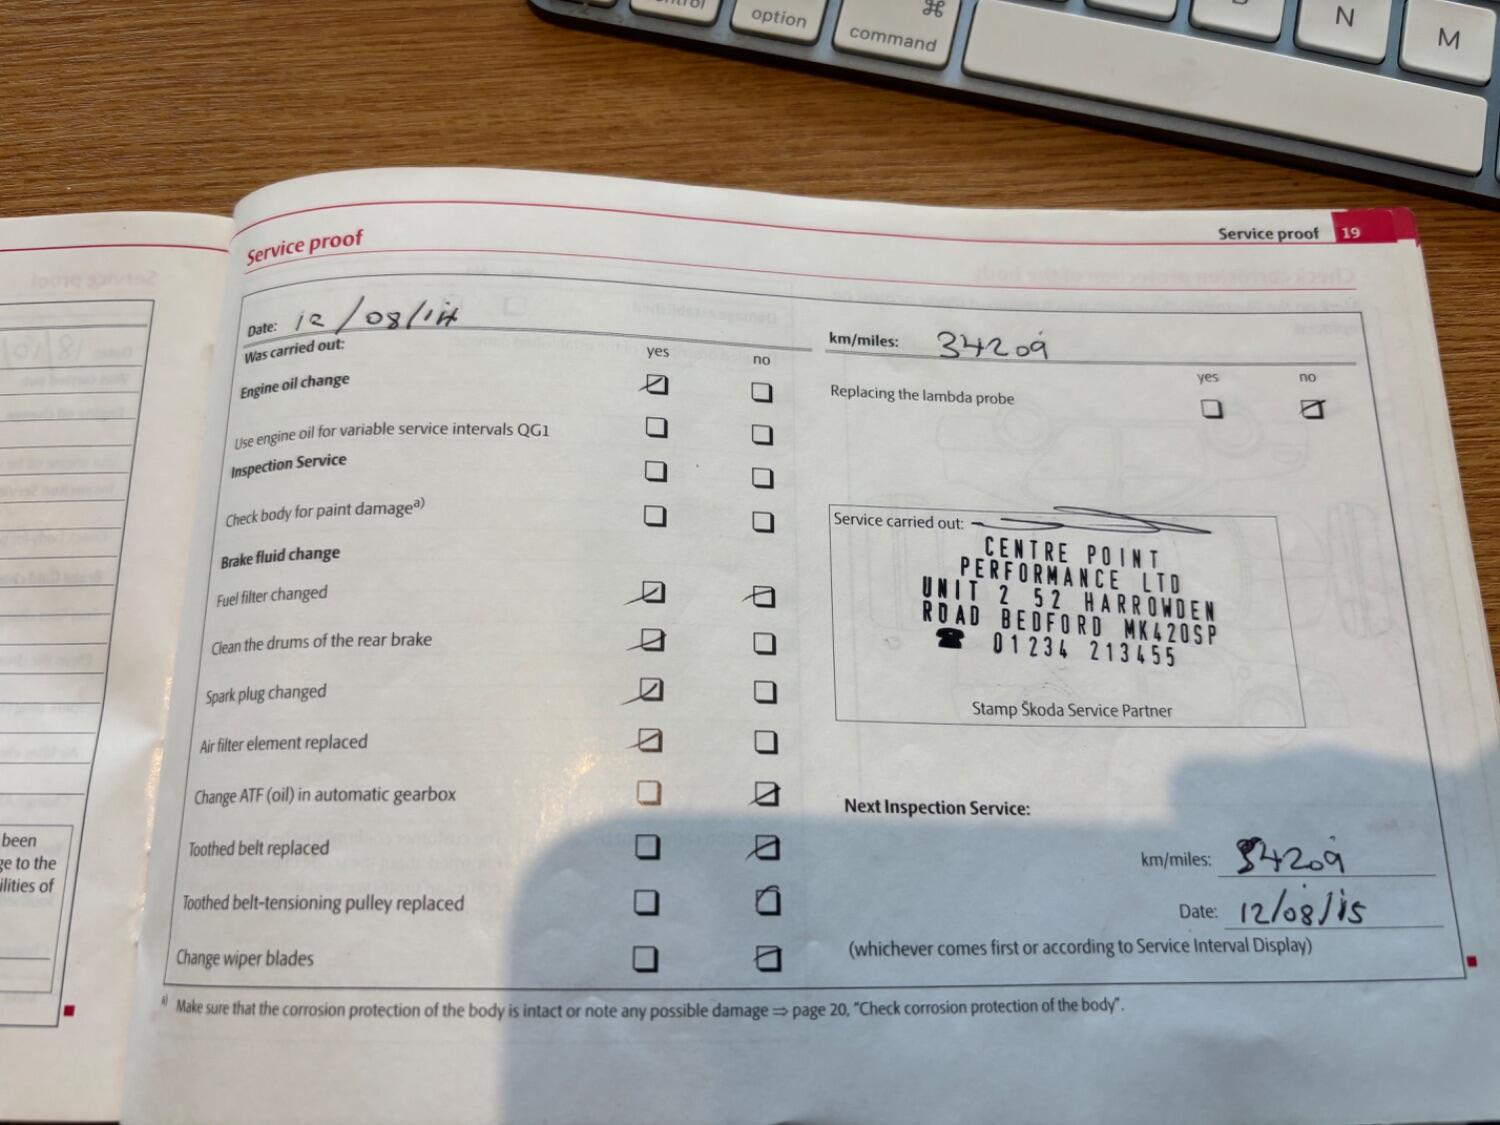 option
⌘
command
N
M
Service proof
Service proof 19
Date: 12/08/14
km/miles: 34209
Was carried out:
yes no
Engine oil change
Use engine oil for variable service intervals QG1
Inspection Service
Check body for paint damage a)
Brake fluid change
Fuel filter changed
Clean the drums of the rear brake
Spark plug changed
Air filter element replaced
Change ATF (oil) in automatic gearbox
Toothed belt replaced
Toothed belt-tensioning pulley replaced
Change wiper blades
yes no
Replacing the lambda probe
Service carried out:
CENTRE POINT
PERFORMANCE LTD
UNIT 2 52 HARROWDEN
ROAD BEDFORD MK420SP
☎ 01234 213455
Stamp Škoda Service Partner
Next Inspection Service:
km/miles: 34209
Date: 12/08/15
(whichever comes first or according to Service Interval Display)
a) Make sure that the corrosion protection of the body is intact or note any possible damage ⇒ page 20, "Check corrosion protection of the body".
been
ge to the
ilities of